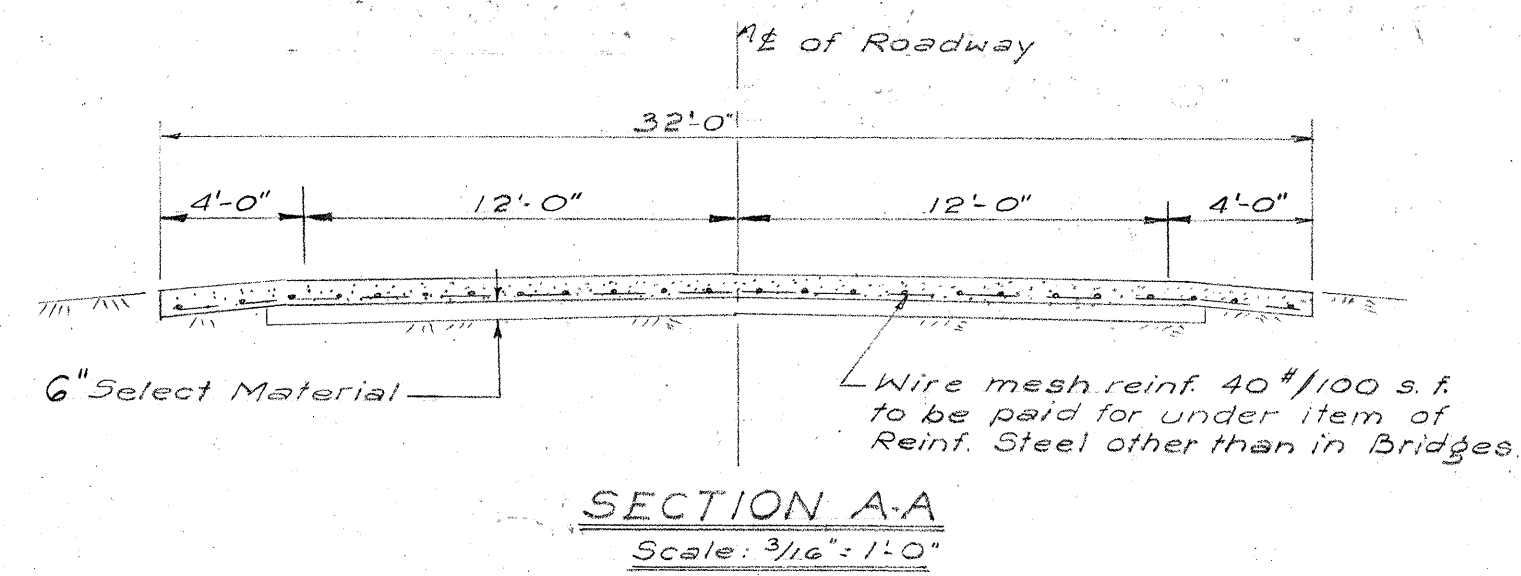 ℄ of Roadway
32'-0"
4'-0" 12'-0" 12'-0" 4'-0"
6" Select Material
Wire mesh reinf. 40#/100 s. f.
to be paid for under item of
Reinf. Steel other than in Bridges.
SECTION A-A
Scale: 3/16" = 1'-0"